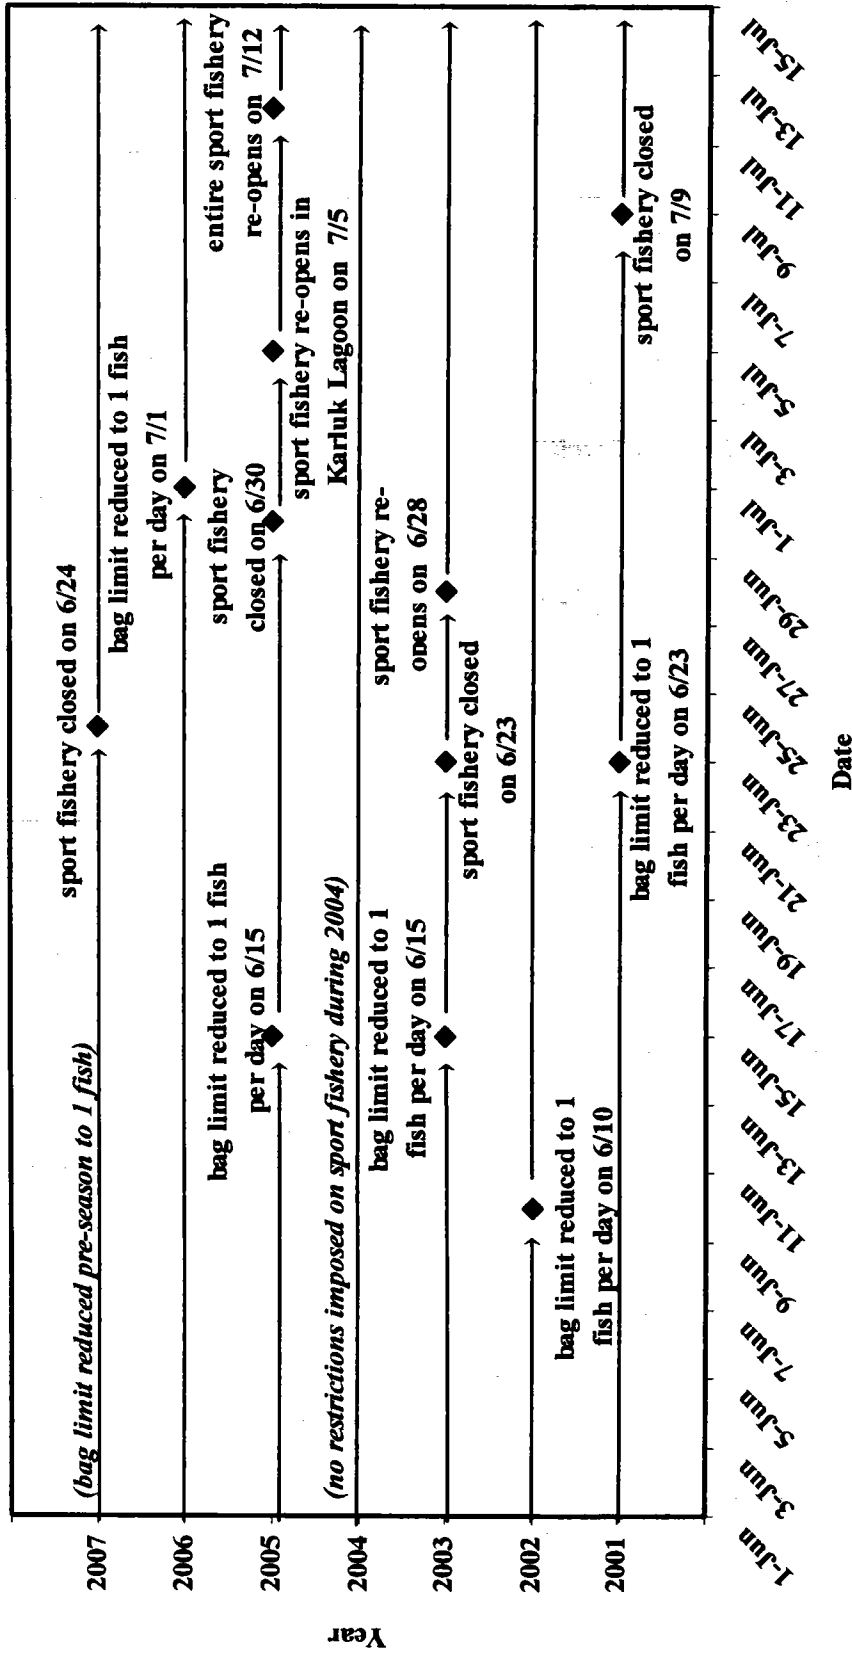 Year
2007
(bag limit reduced pre-season to 1 fish)
sport fishery closed on 6/24
2006
bag limit reduced to 1 fish
per day on 7/1
2005
bag limit reduced to 1 fish
per day on 6/15
sport fishery
closed on 6/30
sport fishery re-opens in
Karluk Lagoon on 7/5
entire sport fishery
re-opens on 7/12
2004
(no restrictions imposed on sport fishery during 2004)
2003
bag limit reduced to 1
fish per day on 6/15
sport fishery closed
on 6/23
sport fishery re-
opens on 6/28
2002
bag limit reduced to 1
fish per day on 6/10
2001
bag limit reduced to 1
fish per day on 6/23
sport fishery closed
on 7/9
1-Jun
3-Jun
5-Jun
7-Jun
9-Jun
11-Jun
13-Jun
15-Jun
17-Jun
19-Jun
21-Jun
23-Jun
25-Jun
27-Jun
29-Jun
1-Jul
3-Jul
5-Jul
7-Jul
9-Jul
11-Jul
13-Jul
15-Jul
Date